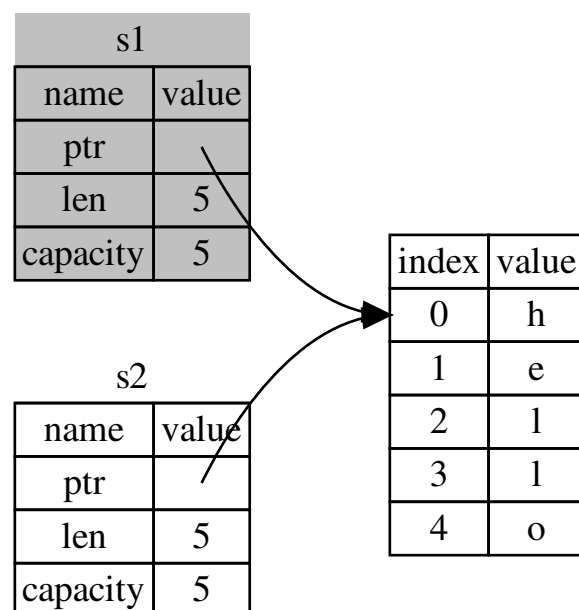 s1
name value
ptr
len 5
capacity 5
s2
name value
ptr
len 5
capacity 5
index value
0 h
1 e
2 l
3 l
4 o